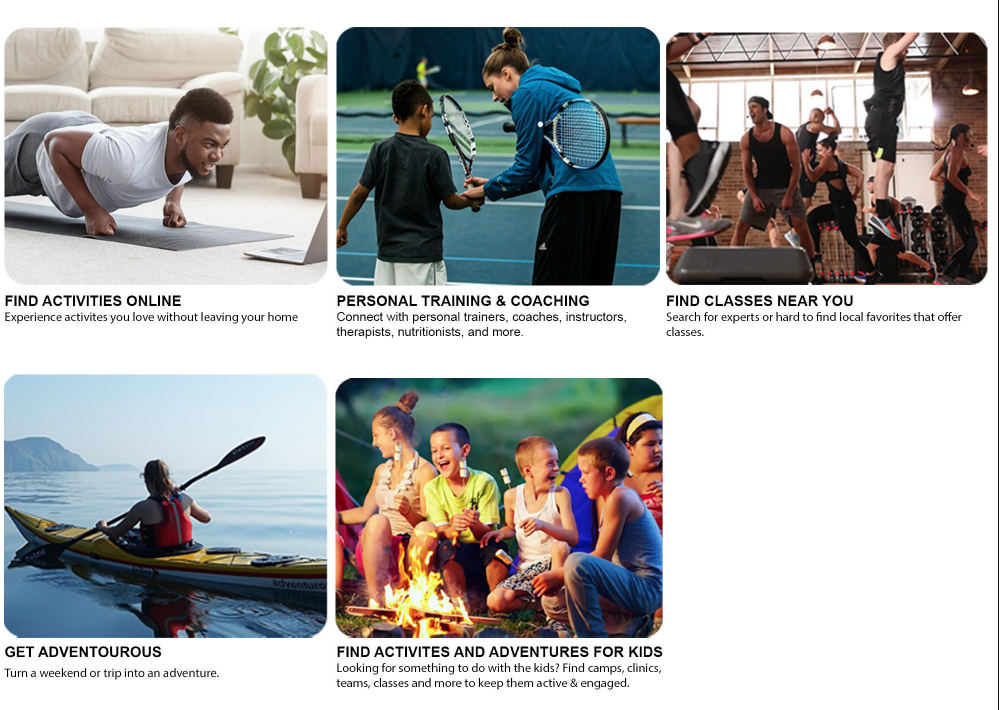 FIND ACTIVITIES ONLINE
Experience activites you love without leaving your home
PERSONAL TRAINING & COACHING
Connect with personal trainers, coaches, instructors,
therapists, nutritionists, and more.
FIND CLASSES NEAR YOU
Search for experts or hard to find local favorites that offer
classes.
adventuro
GET ADVENTOUROUS
Turn a weekend or trip into an adventure.
FIND ACTIVITES AND ADVENTURES FOR KIDS
Looking for something to do with the kids? Find camps, clinics,
teams, classes and more to keep them active & engaged.